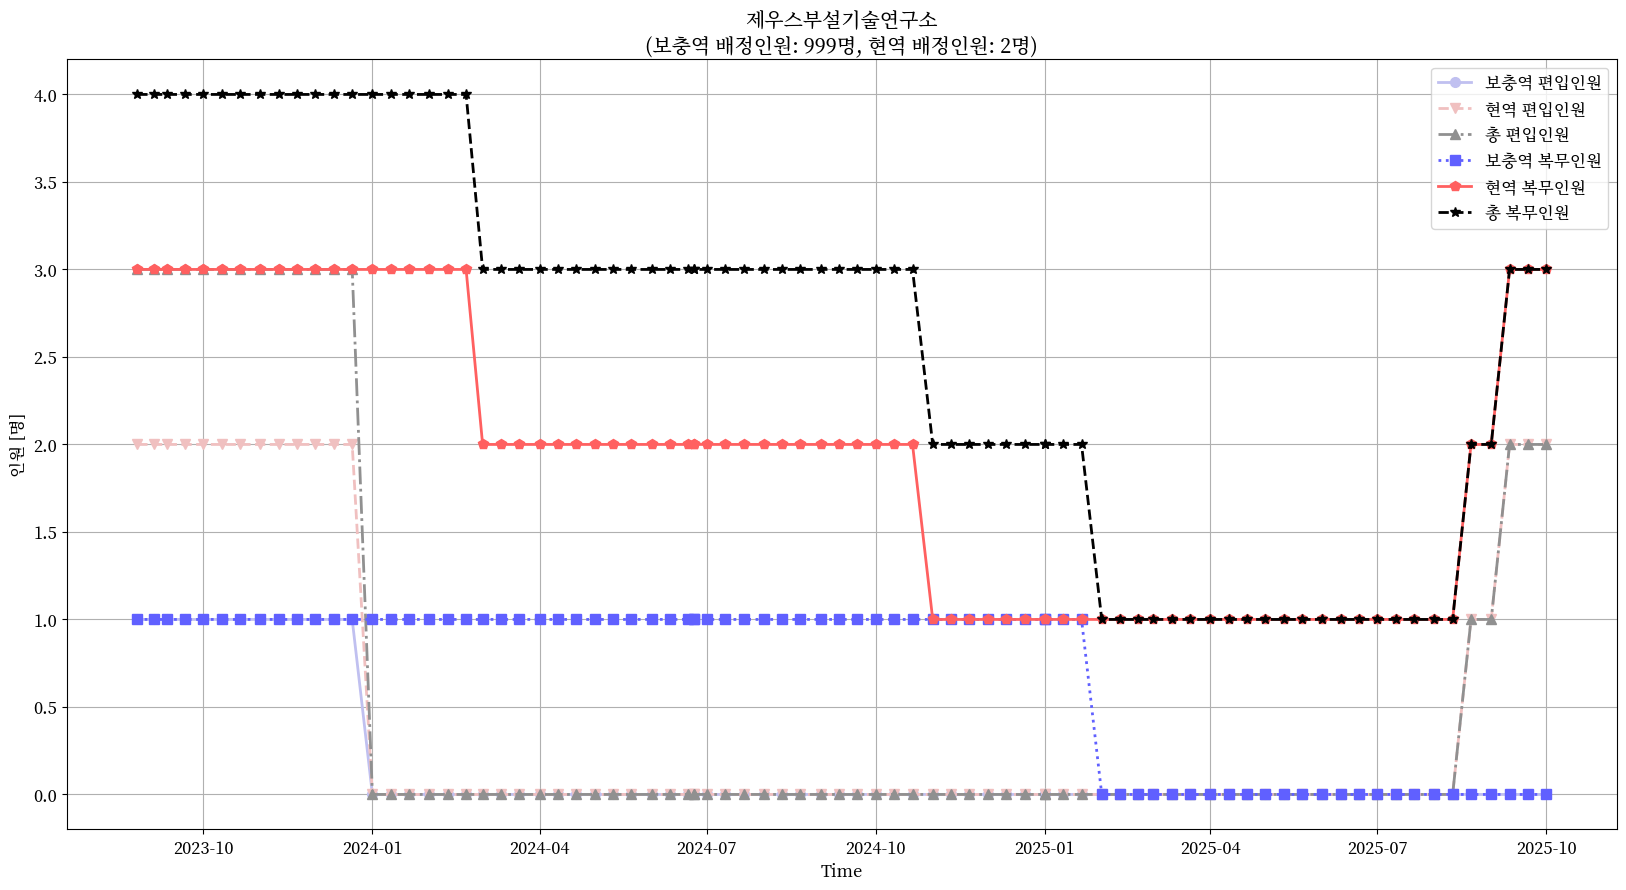 제우스부설기술연구소
(보충역 배정인원: 999명, 현역 배정인원: 2명)
보충역 편입인원
현역 편입인원
총 편입인원
보충역 복무인원
현역 복무인원
총 복무인원
인원 [명]
4.0
3.5
3.0
2.5
2.0
1.5
1.0
0.5
0.0
2023-10 2024-01 2024-04 2024-07 2024-10 2025-01 2025-04 2025-07 2025-10
Time